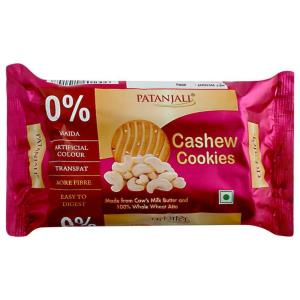 PATANJALI®
0%
MAIDA
ARTIFICIAL
COLOUR
TRANSFAT
MORE FIBRE
EASY TO
DIGEST
Cashew
Cookies
Made from Cow's Milk Butter and
100% Whole Wheat Atta
PATANJALI
0%